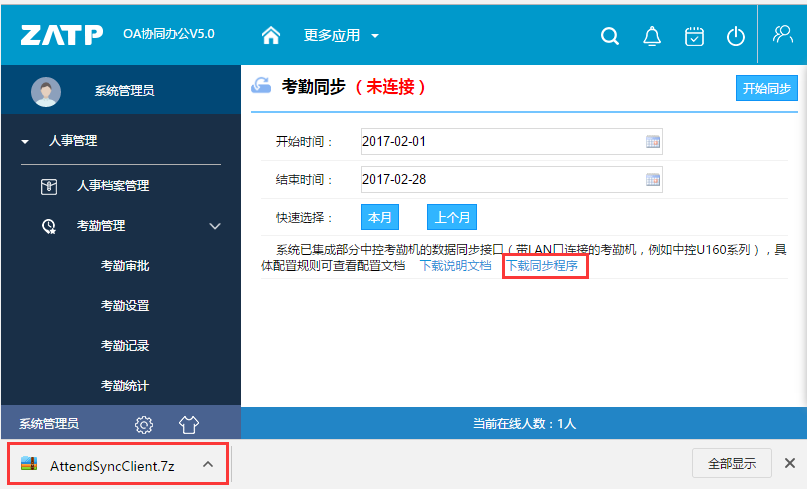 ZATP OA协同办公V5.0 更多应用
系统管理员
考勤同步 （未连接） 开始同步
人事管理
开始时间： 2017-02-01
人事档案管理
结束时间： 2017-02-28
考勤管理
快速选择： 本月 上个月
系统已集成部分中控考勤机的数据同步接口（带LAN口连接的考勤机，例如中控U160系列），具
体配置规则可查看配置文档 下载说明文档 下载同步程序
考勤审批
考勤设置
考勤记录
考勤统计
系统管理员 当前在线人数：1人
AttendSyncClient.7z 全部显示